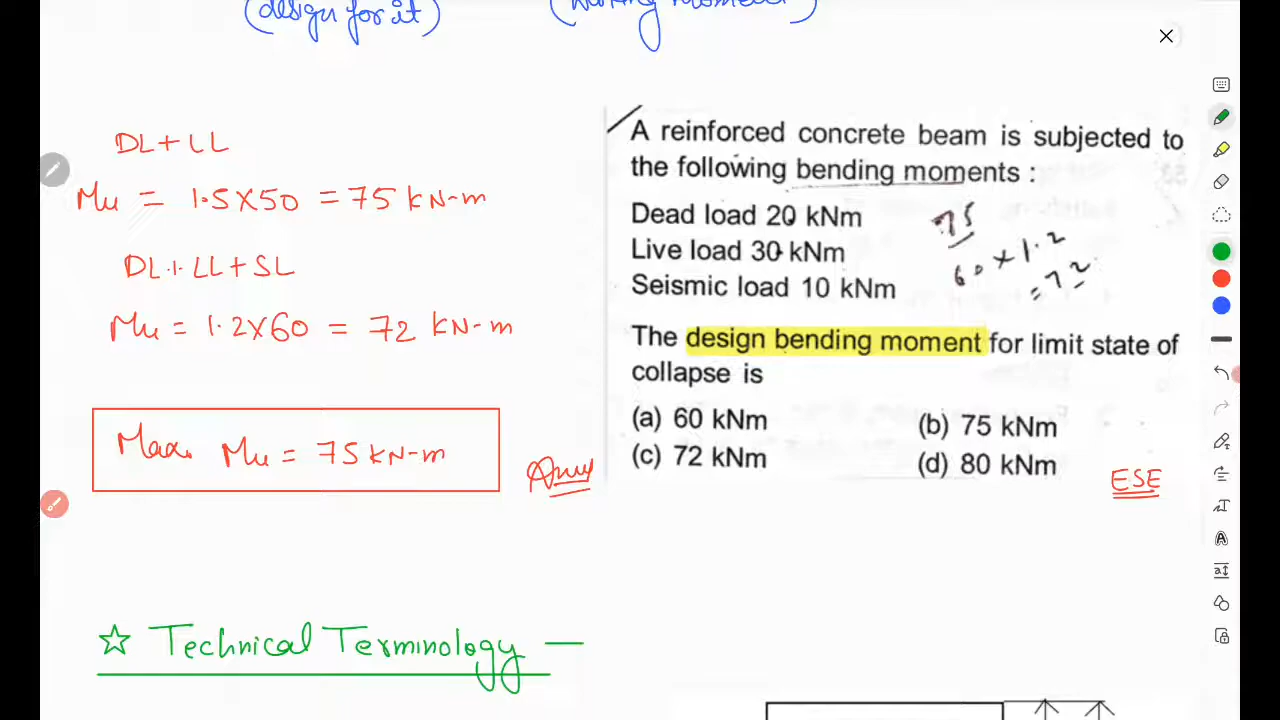 (design for it)
DL + LL
Mu = 1.5X50 = 75 kN-m
DL + LL + SL
Mu = 1.2X60 = 72 kN-m
Max. Mu = 75 kN-m
A reinforced concrete beam is subjected to
the following bending moments :
Dead load 20 kNm
Live load 30 kNm
Seismic load 10 kNm
75
60 × 1.2
= 72
The design bending moment for limit state of
collapse is
(a) 60 kNm
(b) 75 kNm
(c) 72 kNm
(d) 80 kNm
ESE
☆ Technical Terminology —